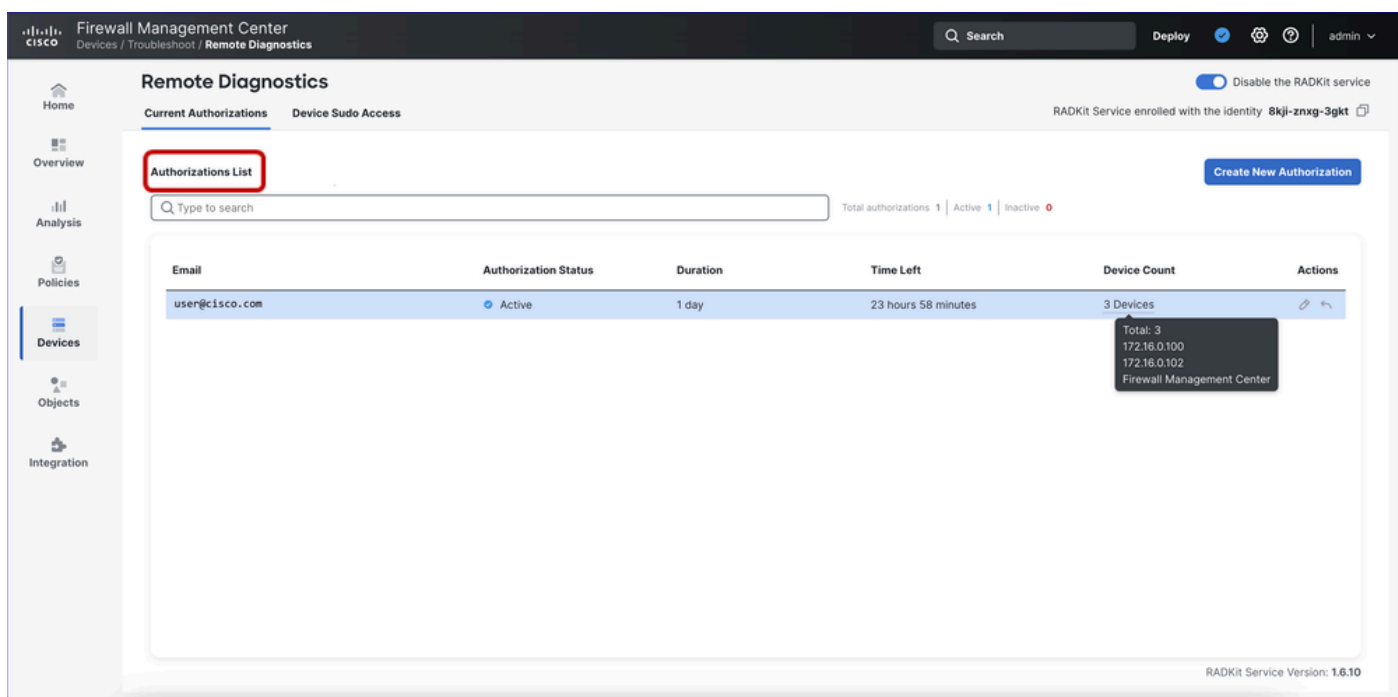 Firewall Management Center
CISCO Devices / Troubleshoot / Remote Diagnostics
Search
Deploy
admin
Home
Overview
Analysis
Policies
Devices
Objects
Integration
Remote Diagnostics
Disable the RADKit service
Current Authorizations Device Sudo Access
RADKit Service enrolled with the identity 8kji-znxg-3gkt
Authorizations List
Create New Authorization
Type to search
Total authorizations 1 | Active 1 | Inactive 0
Email Authorization Status Duration Time Left Device Count Actions
user@cisco.com Active 1 day 23 hours 58 minutes 3 Devices
Total: 3
172.16.0.100
172.16.0.102
Firewall Management Center
RADKit Service Version: 1.6.10